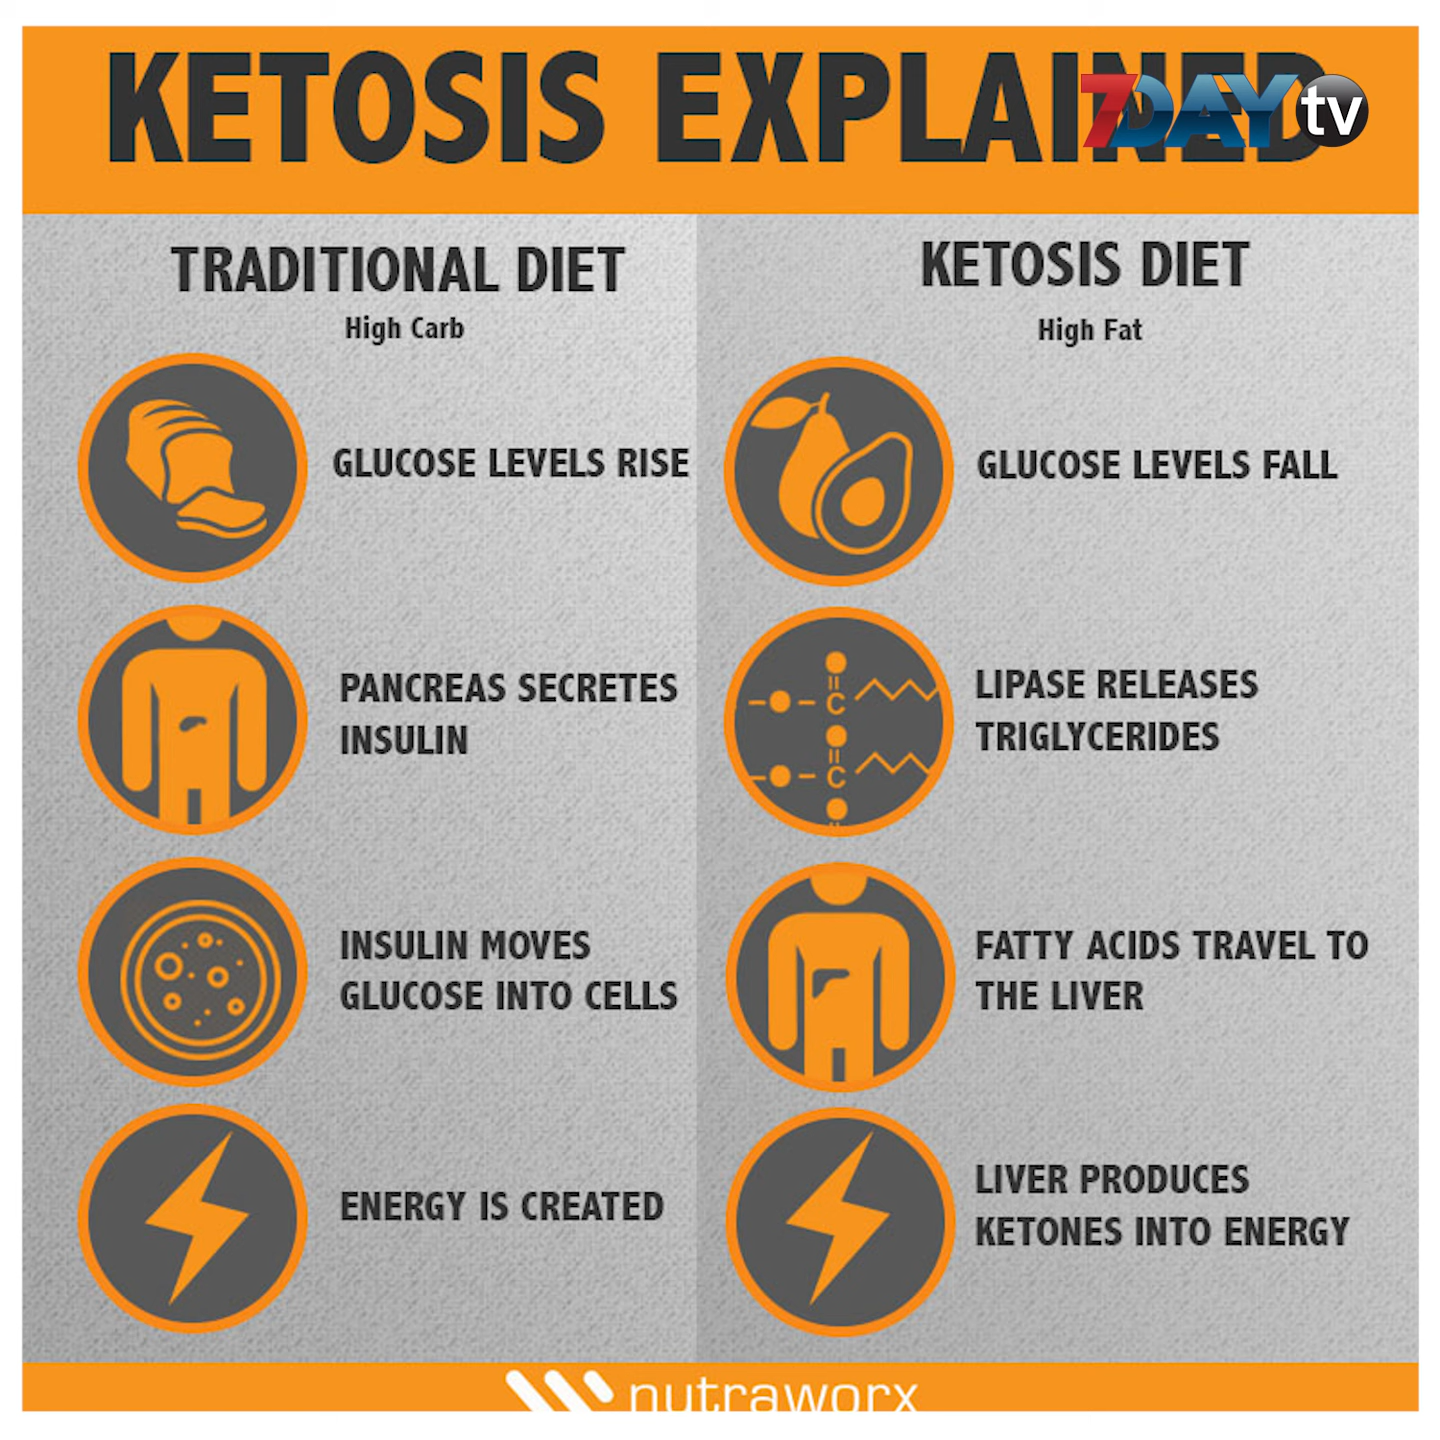 KETOSIS EXPLAINED
7DAY tv
TRADITIONAL DIET
High Carb
GLUCOSE LEVELS RISE
PANCREAS SECRETES
INSULIN
INSULIN MOVES
GLUCOSE INTO CELLS
ENERGY IS CREATED
KETOSIS DIET
High Fat
GLUCOSE LEVELS FALL
C
C
LIPASE RELEASES
TRIGLYCERIDES
FATTY ACIDS TRAVEL TO
THE LIVER
LIVER PRODUCES
KETONES INTO ENERGY
nutraworx